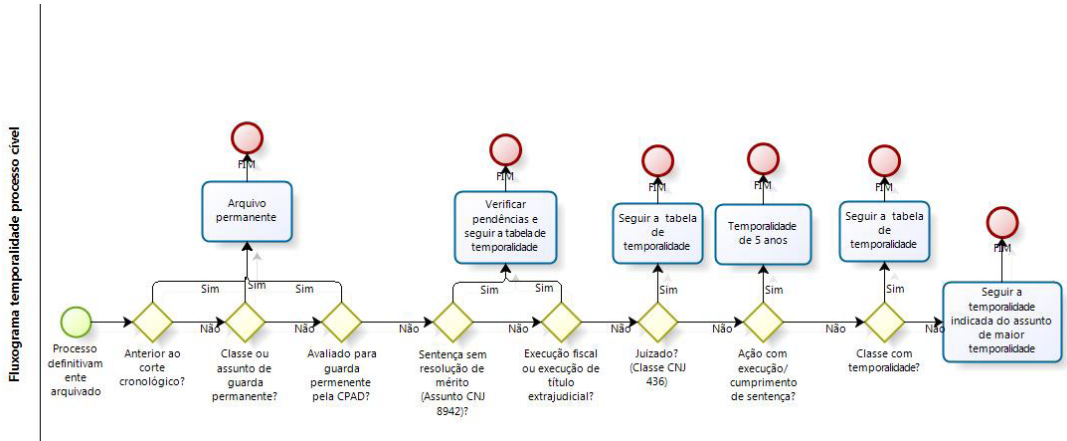 Fluxograma temporalidade processo cível
Processo
definitivam
ente
arquivado
Anterior ao
corte
cronológico?
Sim
Não
Classe ou
assunto de
guarda
permanente?
Sim
Não
Avaliado para
guarda
permenente
pela CPAD?
Sim
Não
Arquivo
permanente
FIM
Sentença sem
resolução de
mérito
(Assunto CNJ
8942)?
Sim
Não
Execução fiscal
ou execução de
título
extrajudicial?
Sim
Não
Verificar
pendências e
seguir a tabela de
temporalidade
FIM
Juizado?
(Classe CNJ
436)
Sim
Não
Seguir a tabela
de
temporalidade
FIM
Ação com
execução/
cumprimento
de sentença?
Sim
Não
Temporalidade
de 5 anos
FIM
Classe com
temporalidade?
Sim
Não
Seguir a tabela
de
temporalidade
FIM
Seguir a
temporalidade
indicada do assunto
de maior
temporalidade
FIM